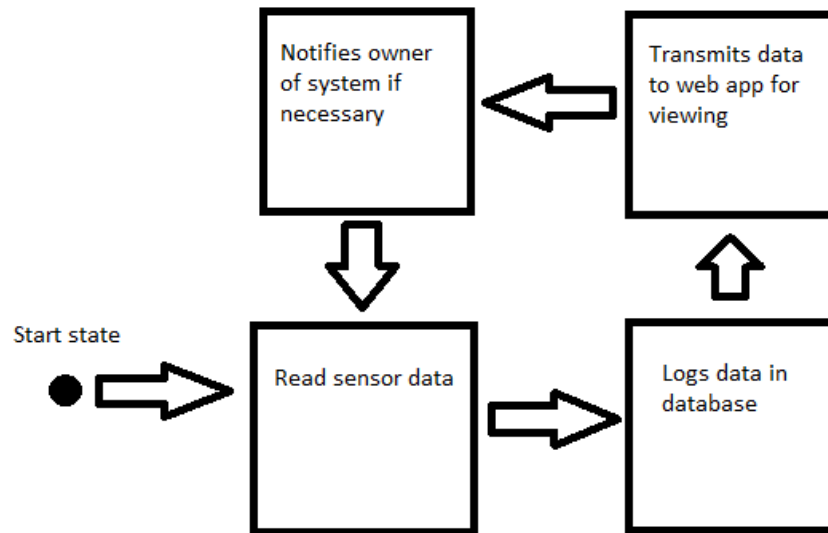 Notifies owner
of system if
necessary
Transmits data
to web app for
viewing
Start state
Read sensor data
Logs data in
database